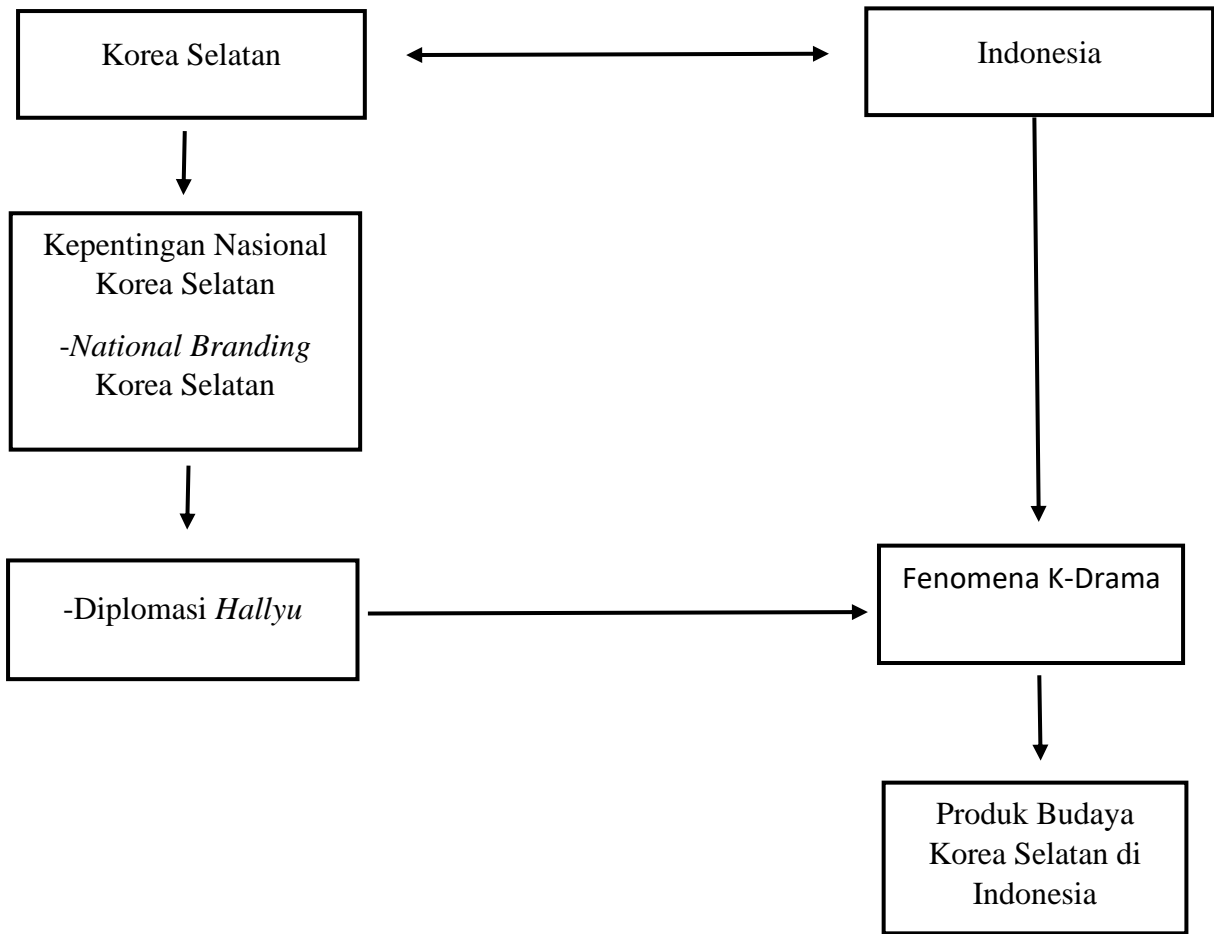 Korea Selatan
Indonesia
Kepentingan Nasional
Korea Selatan
-National Branding
Korea Selatan
-Diplomasi Hallyu
Fenomena K-Drama
Produk Budaya
Korea Selatan di
Indonesia